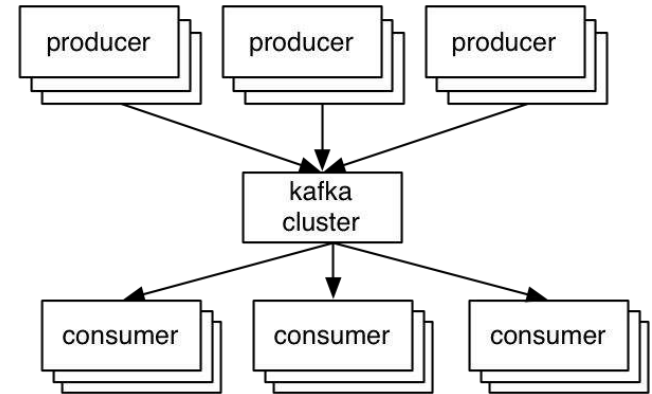 producer
producer
producer
kafka
cluster
consumer
consumer
consumer